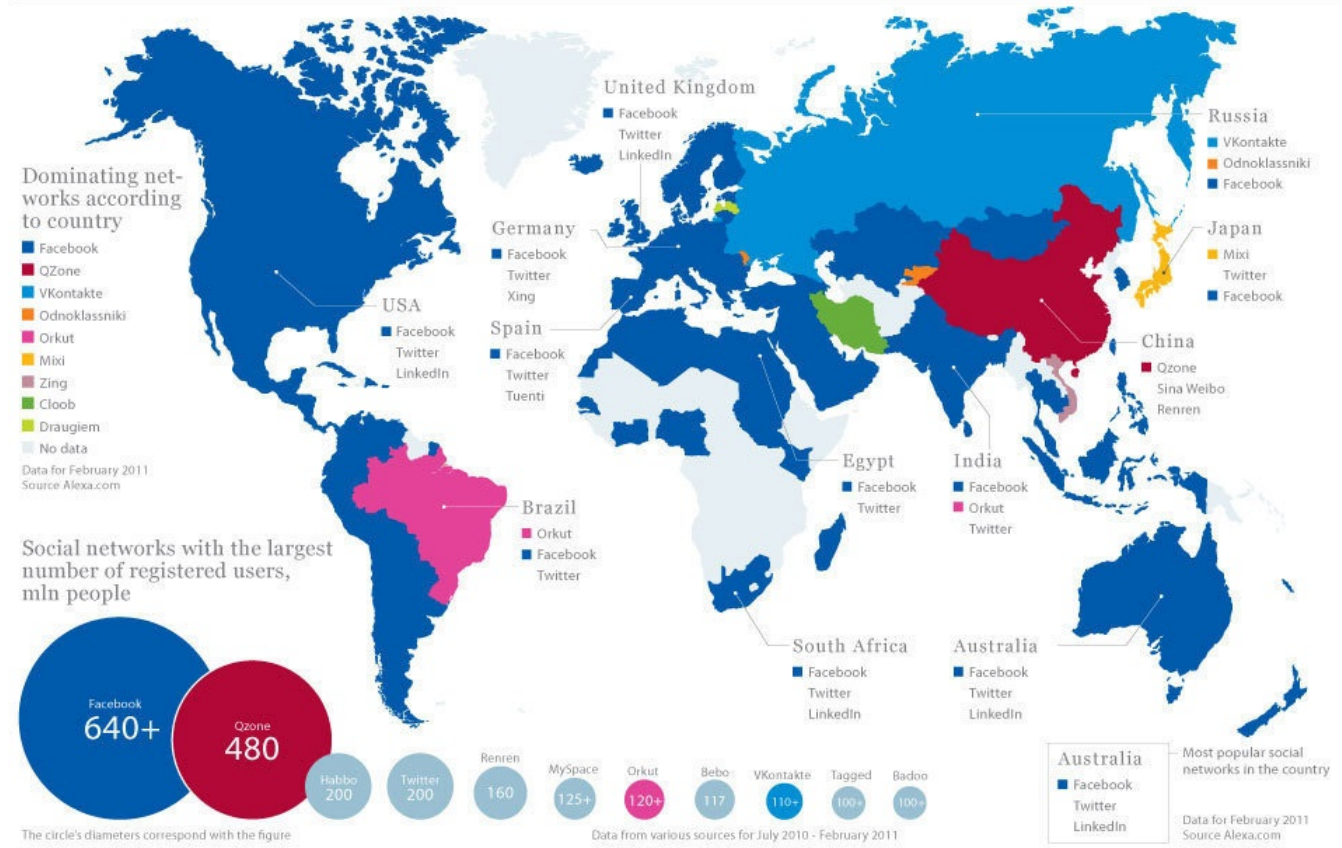 United Kingdom
Facebook
Twitter
LinkedIn
Russia
VKontakte
Odnoklassniki
Facebook
Dominating net-
works according
to country
Facebook
QZone
VKontakte
Odnoklassniki
Orkut
Mixi
Zing
Cloob
Draugiem
No data
Data for February 2011
Source Alexa.com
Germany
Facebook
Twitter
Xing
Japan
Mixi
Twitter
Facebook
USA
Facebook
Twitter
LinkedIn
Spain
Facebook
Twitter
Tuenti
China
Qzone
Sina Weibo
Renren
Egypt
Facebook
Twitter
India
Facebook
Orkut
Twitter
Brazil
Orkut
Facebook
Twitter
South Africa
Facebook
Twitter
LinkedIn
Australia
Facebook
Twitter
LinkedIn
Social networks with the largest
number of registered users,
mln people
Facebook
640+
Qzone
480
Habbo
200
Twitter
200
Renren
160
MySpace
125+
Orkut
120+
Bebo
117
VKontakte
110+
Tagged
100+
Badoo
100+
The circle's diameters correspond with the figure
Data from various sources for July 2010 - February 2011
Australia
Facebook
Twitter
LinkedIn
Most popular social
networks in the country
Data for February 2011
Source Alexa.com